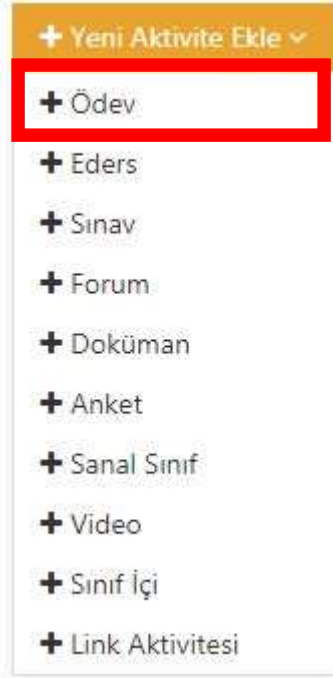 + Yeni Aktivite Ekle
+ Ödev
+ Eders
+ Sınav
+ Forum
+ Doküman
+ Anket
+ Sanal Sınıf
+ Video
+ Sınıf İçi
+ Link Aktivitesi